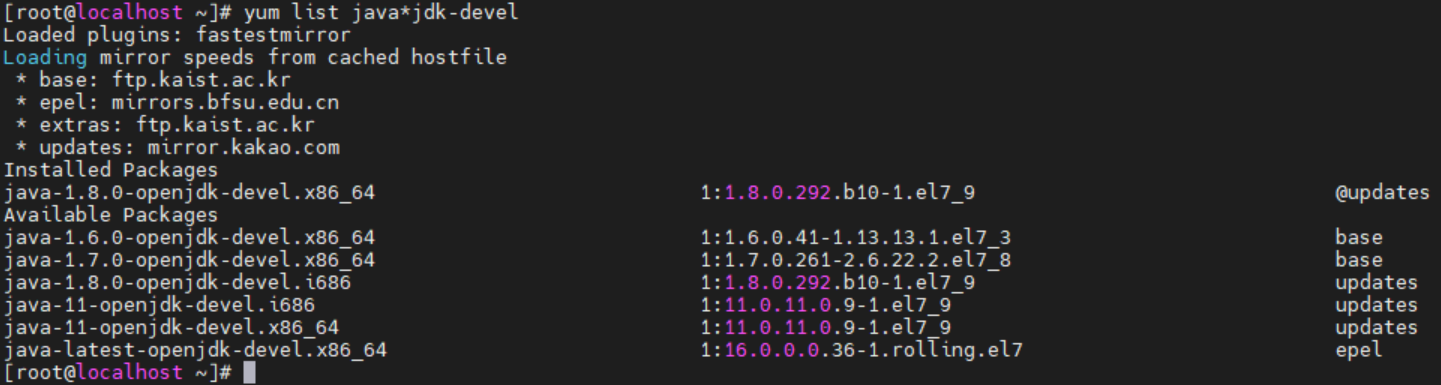 [root@localhost ~]# yum list java*jdk-devel
Loaded plugins: fastestmirror
Loading mirror speeds from cached hostfile
 * base: ftp.kaist.ac.kr
 * epel: mirrors.bfsu.edu.cn
 * extras: ftp.kaist.ac.kr
 * updates: mirror.kakao.com
Installed Packages
java-1.8.0-openjdk-devel.x86_64 1:1.8.0.292.b10-1.el7_9 @updates
Available Packages
java-1.6.0-openjdk-devel.x86_64 1:1.6.0.41-1.13.13.1.el7_3 base
java-1.7.0-openjdk-devel.x86_64 1:1.7.0.261-2.6.22.2.el7_8 base
java-1.8.0-openjdk-devel.i686 1:1.8.0.292.b10-1.el7_9 updates
java-11-openjdk-devel.i686 1:11.0.11.0.9-1.el7_9 updates
java-11-openjdk-devel.x86_64 1:11.0.11.0.9-1.el7_9 updates
java-latest-openjdk-devel.x86_64 1:16.0.0.0.36-1.rolling.el7 epel
[root@localhost ~]#